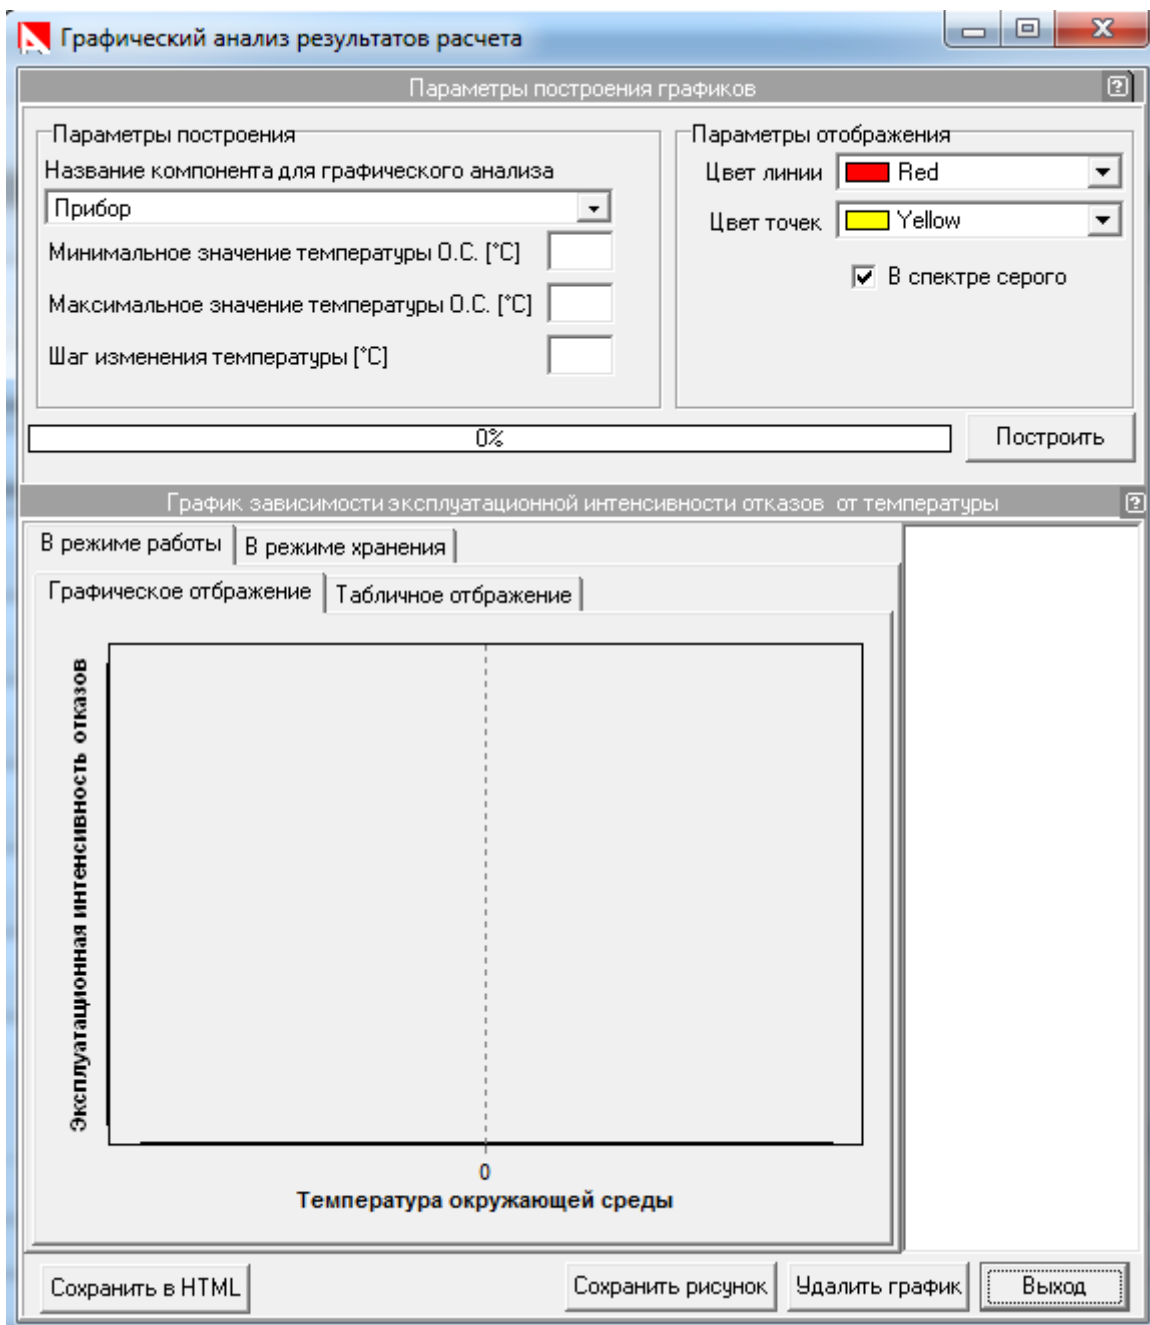 Графический анализ результатов расчета
Параметры построения графиков
Параметры построения
Название компонента для графического анализа
Прибор
Минимальное значение температуры О.С. [°C]
Максимальное значение температуры О.С. [°C]
Шаг изменения температуры [°C]
Параметры отображения
Цвет линии Red
Цвет точек Yellow
В спектре серого
0%
Построить
График зависимости эксплуатационной интенсивности отказов от температуры
В режиме работы В режиме хранения
Графическое отбражение Табличное отбражение
Эксплуатационная интенсивность отказов
0
Температура окружающей среды
Сохранить в HTML Сохранить рисунок Удалить график Выход